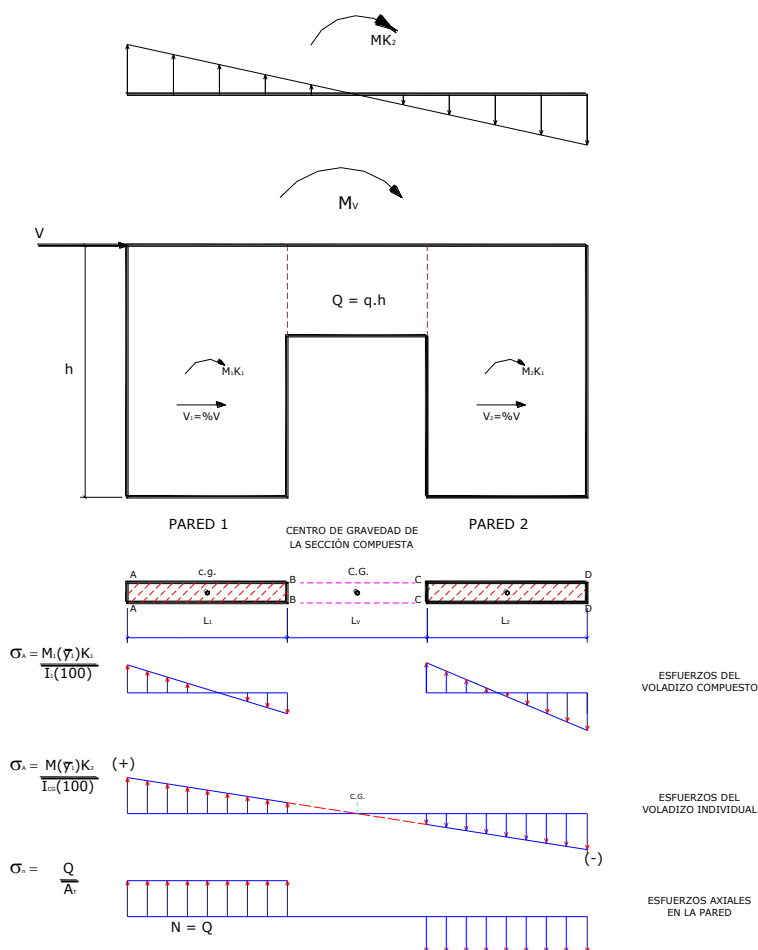 MK₂
Mv
V
Q = q.h
h
M₁K₁
M₂K₁
V₁=%V
V₂=%V
PARED 1
CENTRO DE GRAVEDAD DE
LA SECCIÓN COMPUESTA
PARED 2
A
c.g.
B
C.G.
C
D
A
B
C
D
L₁
Lv
L₂
σA = M₁(y̅₁)K₁
I₁(100)
ESFUERZOS DEL
VOLADIZO COMPUESTO
σA = M(y̅₁)K₂
ICG(100)
(+)
C.G.
ESFUERZOS DEL
VOLADIZO INDIVIDUAL
(-)
σn = Q
AT
N = Q
ESFUERZOS AXIALES
EN LA PARED